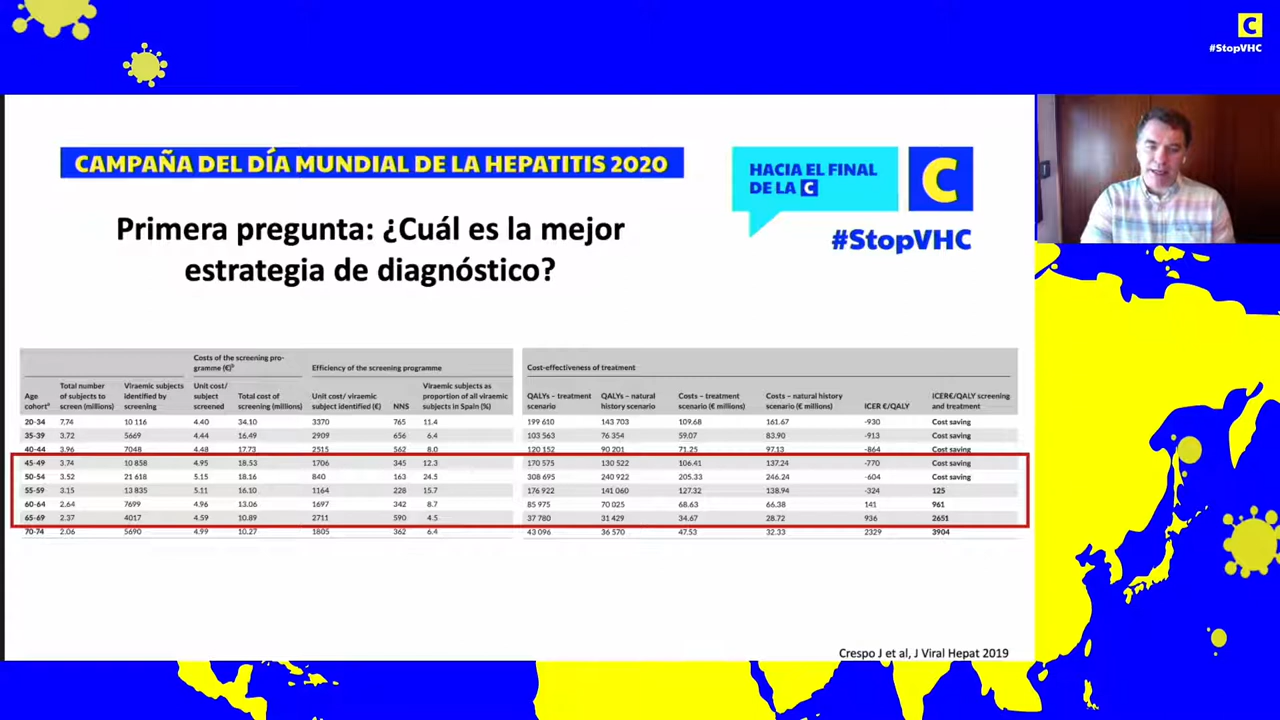 C
#StopVHC
CAMPAÑA DEL DÍA MUNDIAL DE LA HEPATITIS 2020
HACIA EL FINAL
DE LA C
C
#StopVHC
Primera pregunta: ¿Cuál es la mejor
estrategia de diagnóstico?
Costs of the screening pro-
gramme (€)b
Efficiency of the screening programme
Cost-effectiveness of treatment
Age cohorta Total number of subjects to screen (millions) Viraemic subjects identified by screening Unit cost/ subject screened Total cost of screening (millions) Unit cost/ viraemic subject identified (€) NNS Viraemic subjects as proportion of all viraemic subjects in Spain (%) QALYs – treatment scenario QALYs – natural history scenario Costs – treatment scenario (€ millions) Costs – natural history scenario (€ millions) ICER €/QALY ICER€/QALY screening and treatment
20-34 7.74 10 116 4.40 34.10 3370 765 11.4 199 610 143 703 109.68 161.67 -930 Cost saving
35-39 3.72 5669 4.44 16.49 2909 656 6.4 103 563 76 354 59.07 83.90 -913 Cost saving
40-44 3.96 7048 4.48 17.73 2515 562 8.0 120 152 90 201 71.25 97.13 -864 Cost saving
45-49 3.74 10 858 4.95 18.53 1706 345 12.3 170 575 130 522 106.41 137.24 -770 Cost saving
50-54 3.52 21 618 5.15 18.16 840 163 24.5 308 695 240 922 205.33 246.24 -604 Cost saving
55-59 3.15 13 835 5.11 16.10 1164 228 15.7 176 922 141 060 127.32 138.94 -324 125
60-64 2.64 7699 4.96 13.06 1697 342 8.7 85 975 70 025 68.63 66.38 141 961
65-69 2.37 4017 4.59 10.89 2711 590 4.5 37 780 31 429 34.67 28.72 936 2651
70-74 2.06 5690 4.99 10.27 1805 362 6.4 43 096 36 570 47.53 32.33 2329 3904
Crespo J et al, J Viral Hepat 2019